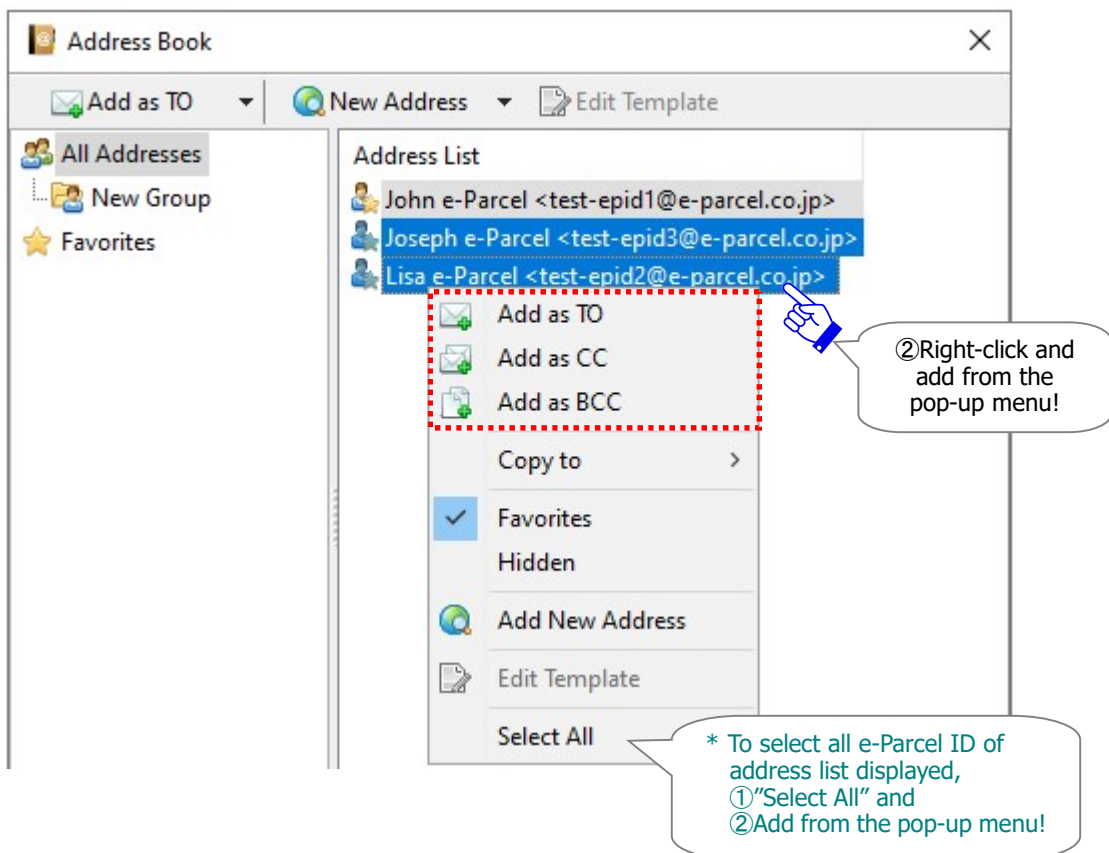 Address Book
Add as TO
New Address
Edit Template
All Addresses
New Group
Favorites
Address List
John e-Parcel <test-epid1@e-parcel.co.jp>
Joseph e-Parcel <test-epid3@e-parcel.co.jp>
Lisa e-Parcel <test-epid2@e-parcel.co.jp>
Add as TO
Add as CC
Add as BCC
Copy to
Favorites
Hidden
Add New Address
Edit Template
Select All
②Right-click and
add from the
pop-up menu!
* To select all e-Parcel ID of
address list displayed,
①”Select All” and
②Add from the pop-up menu!